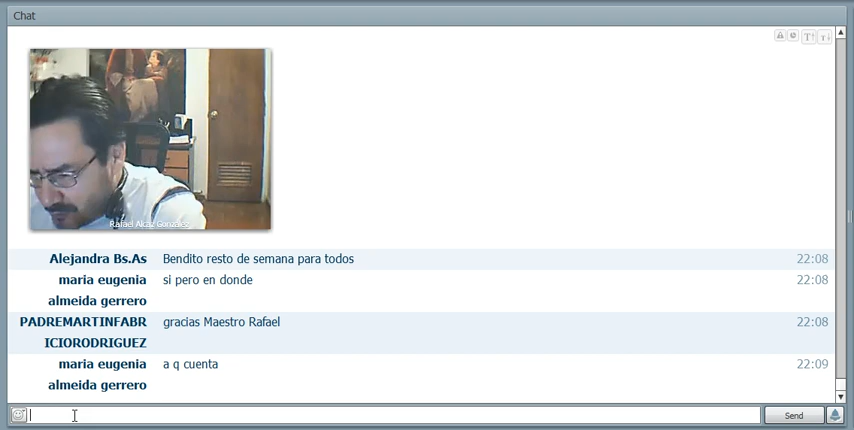 Chat
Rafael Alcaz Gonzalez
Alejandra Bs.As Bendito resto de semana para todos 22:08
maria eugenia si pero en donde 22:08
almeida gerrero
PADREMARTINFABR gracias Maestro Rafael 22:08
ICIORODRIGUEZ
maria eugenia a q cuenta 22:09
almeida gerrero
Send